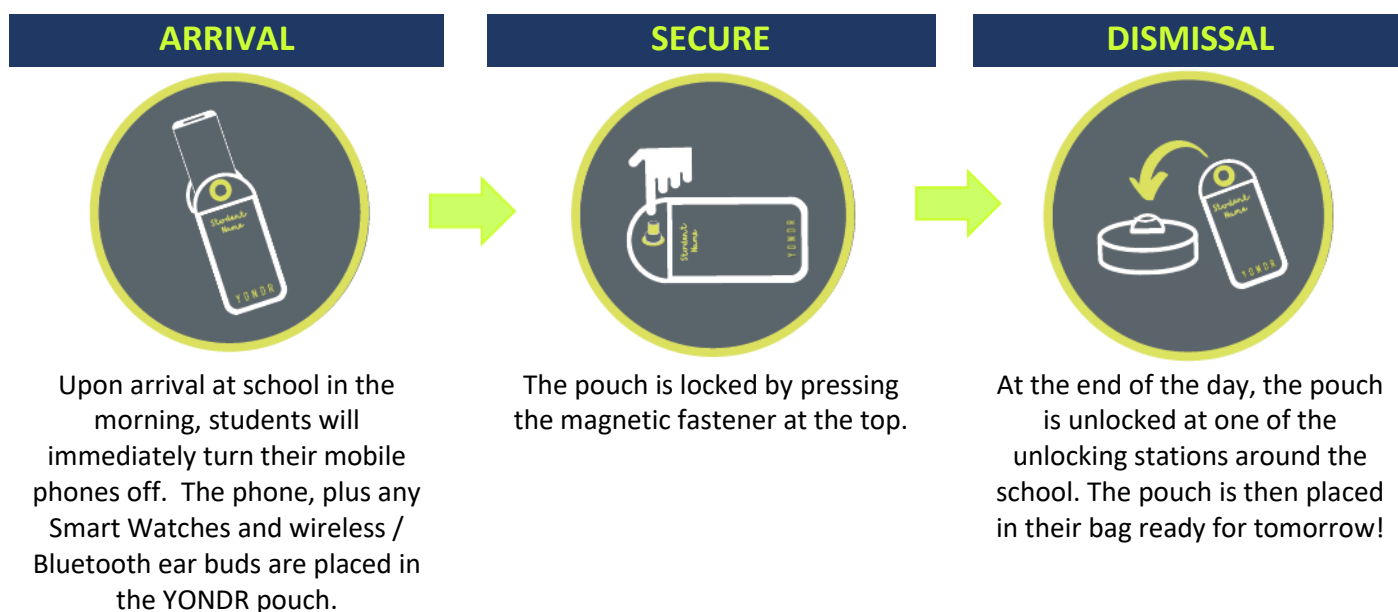 ARRIVAL
Student
Name
YONDR
Upon arrival at school in the
morning, students will
immediately turn their mobile
phones off.  The phone, plus any
Smart Watches and wireless /
Bluetooth ear buds are placed in
the YONDR pouch.
SECURE
Student
Name
YONDR
The pouch is locked by pressing
the magnetic fastener at the top.
DISMISSAL
Student
Name
YONDR
At the end of the day, the pouch
is unlocked at one of the
unlocking stations around the
school. The pouch is then placed
in their bag ready for tomorrow!